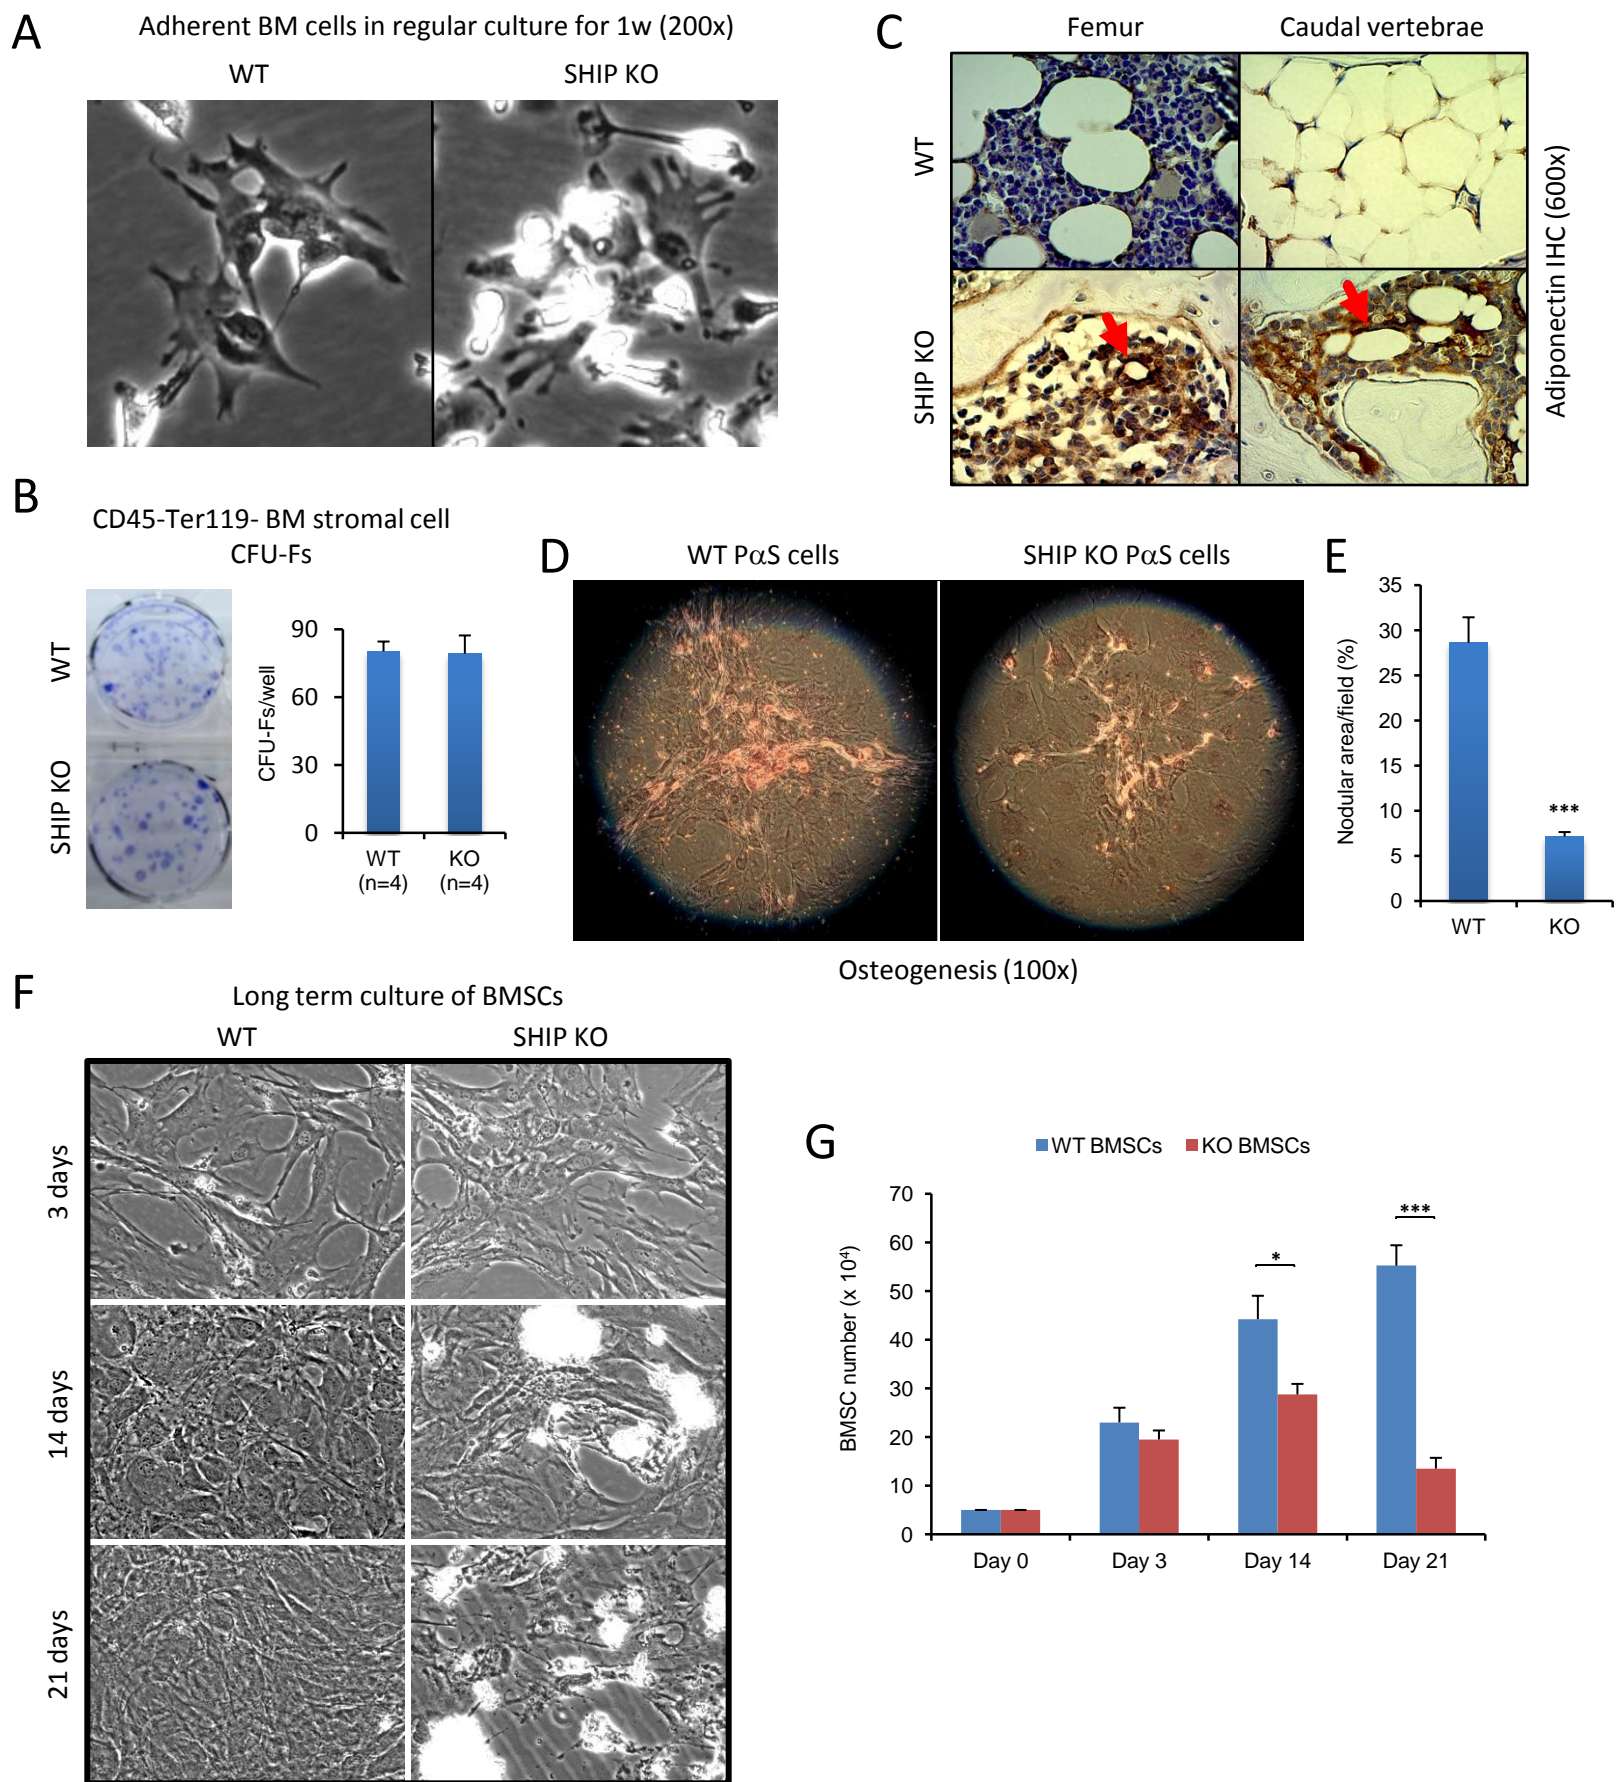 A
Adherent BM cells in regular culture for 1w (200x)
WT
SHIP KO
B
CD45-Ter119- BM stromal cell
CFU-Fs
WT
SHIP KO
CFU-Fs/well
90
60
30
0
WT
(n=4)
KO
(n=4)
C
Femur
Caudal vertebrae
WT
SHIP KO
Adiponectin IHC (600x)
D
WT PαS cells
SHIP KO PαS cells
Osteogenesis (100x)
E
Nodular area/field (%)
35
30
25
20
15
10
5
0
***
WT
KO
F
Long term culture of BMSCs
WT
SHIP KO
3 days
14 days
21 days
G
WT BMSCs
KO BMSCs
BMSC number (x 10⁴)
70
60
50
40
30
20
10
0
*
***
Day 0
Day 3
Day 14
Day 21